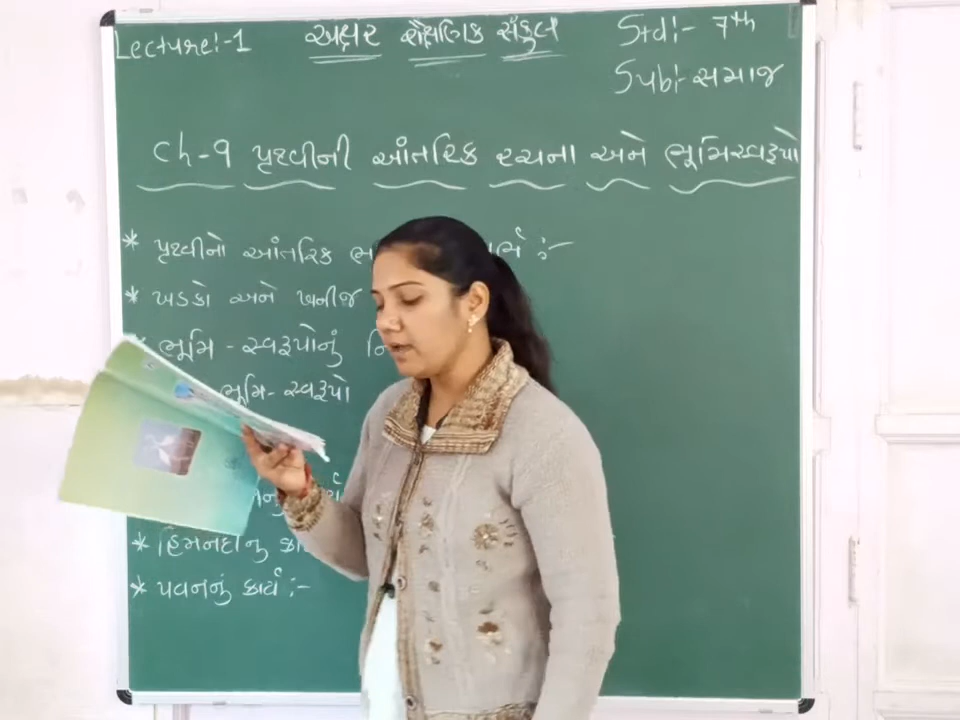 Lecture:-1
અક્ષર શૈક્ષણિક સંકુલ
Std:- 7th
Sub:- સમાજ
Ch-9 પૃથ્વીની આંતરિક રચના અને ભૂમિસ્વરૂપો
* પૃથ્વીનો આંતરિક :-
* ખડકો અને ખનીજ
* ભૂમિ - સ્વરૂપોનું
ભૂમિ - સ્વરૂપો
* હિમનદીનું
* પવનનું કાર્ય :-